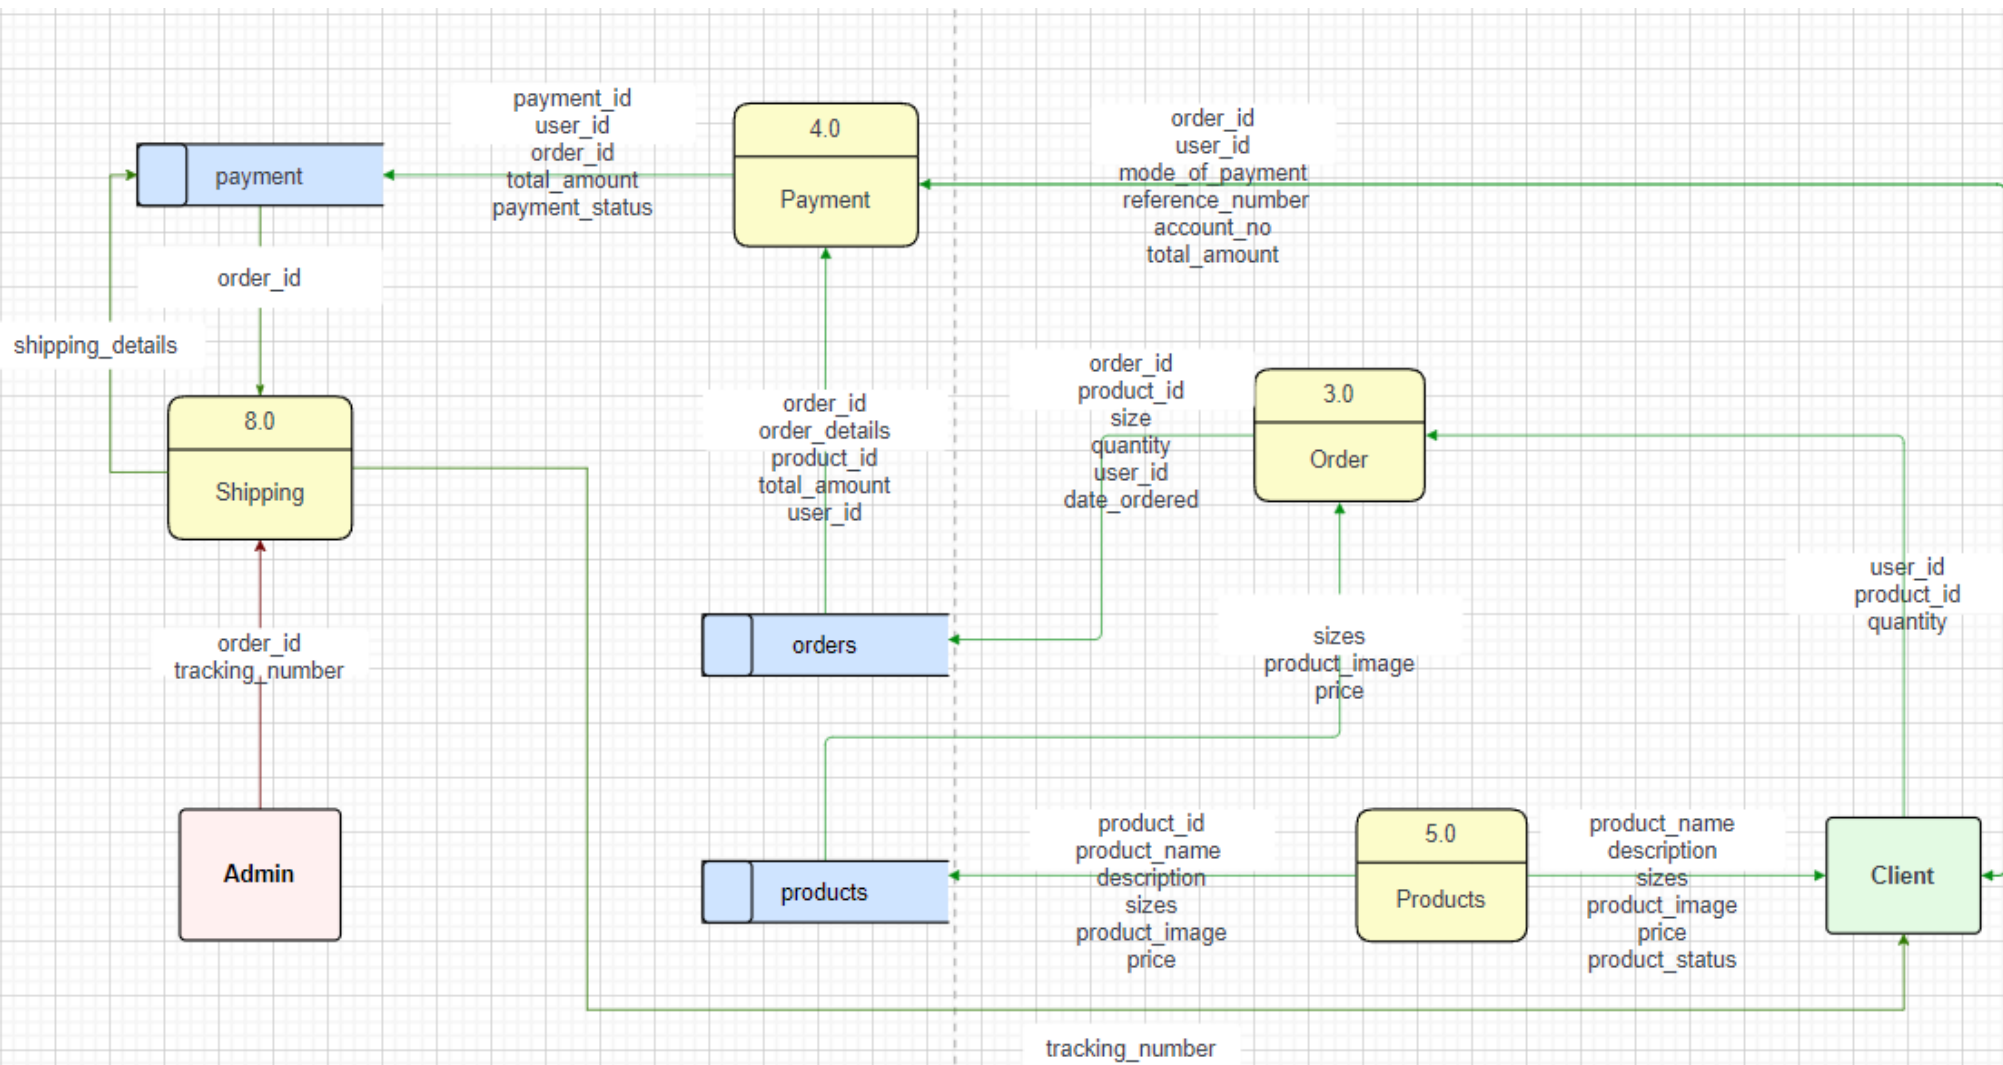 payment_id
user_id
order_id
total_amount
payment_status
4.0
Payment
order_id
user_id
mode_of_payment
reference_number
account_no
total_amount
payment
order_id
shipping_details
8.0
Shipping
order_id
order_details
product_id
total_amount
user_id
order_id
product_id
size
quantity
user_id
date_ordered
3.0
Order
user_id
product_id
quantity
order_id
tracking_number
orders
sizes
product_image
price
Admin
products
product_id
product_name
description
sizes
product_image
price
5.0
Products
product_name
description
sizes
product_image
price
product_status
Client
tracking_number